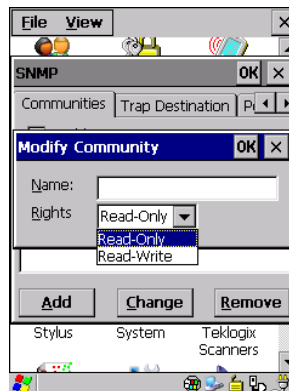 File View
SNMP OK
Communities Trap Destination
Modify Community OK
Name:
Rights Read-Only
Read-Only
Read-Write
Add Change Remove
Stylus System Teklogix
Scanners